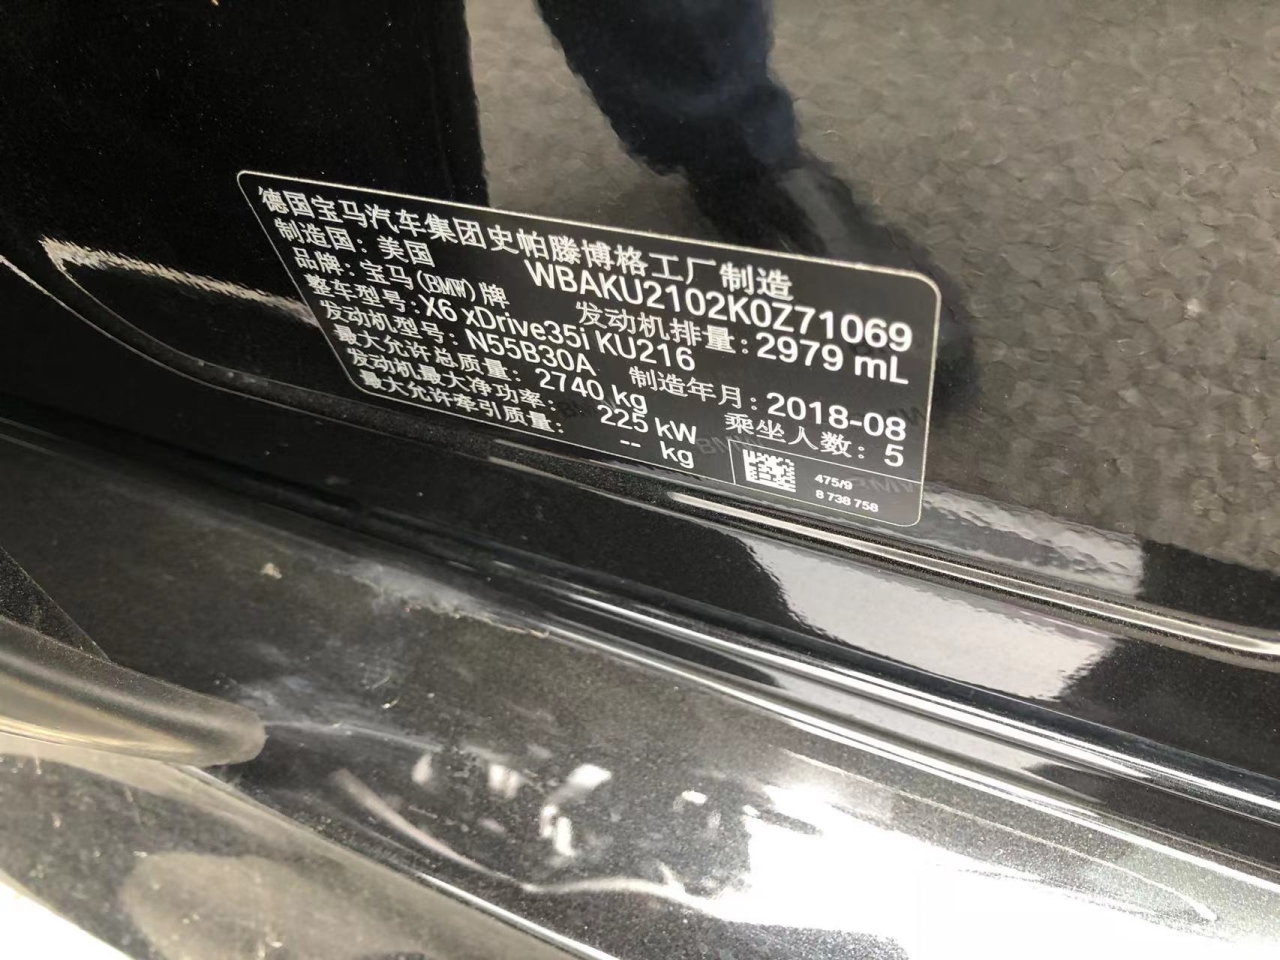 德国宝马汽车集团史帕滕博格工厂制造
制造国：美国 WBAKU2102K0Z71069
品牌：宝马(BMW)牌 发动机排量：2979 mL
整车型号：X6 xDrive35i KU216
发动机型号：N55B30A 制造年月：2018-08
最大允许总质量： 2740 kg 乘坐人数： 5
发动机最大净功率： 225 kW
最大允许牵引质量： -- kg
475/9
8 738 758